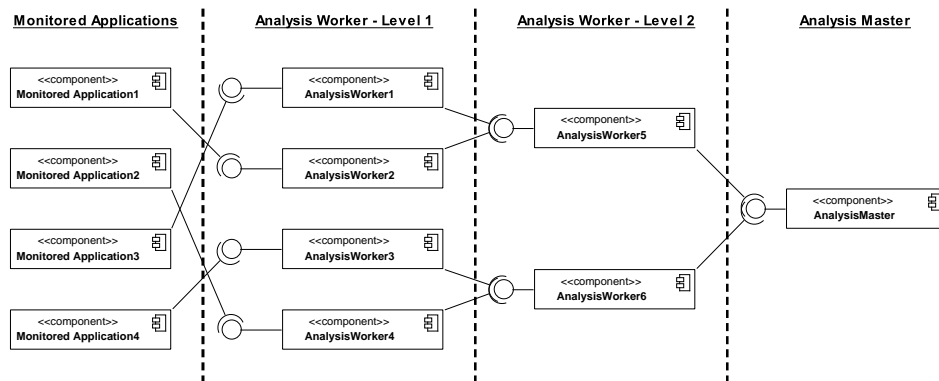 Monitored Applications
Analysis Worker - Level 1
Analysis Worker - Level 2
Analysis Master
<<component>>
Monitored Application1
<<component>>
Monitored Application2
<<component>>
Monitored Application3
<<component>>
Monitored Application4
<<component>>
AnalysisWorker1
<<component>>
AnalysisWorker2
<<component>>
AnalysisWorker3
<<component>>
AnalysisWorker4
<<component>>
AnalysisWorker5
<<component>>
AnalysisWorker6
<<component>>
AnalysisMaster